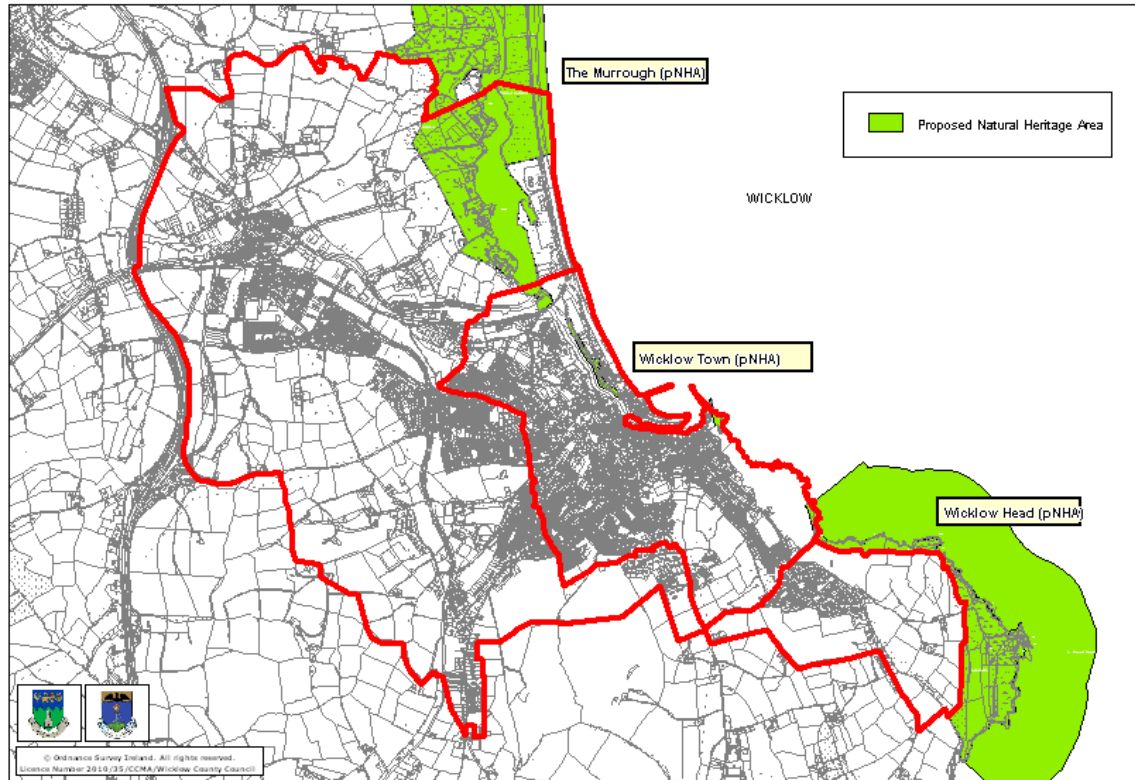 The Murrough (pNHA)
Proposed Natural Heritage Area
WICKLOW
Wicklow Town (pNHA)
Wicklow Head (pNHA)
© Ordnance Survey Ireland. All rights reserved.
Licence Number 2010/35/CCMA/Wicklow County Council